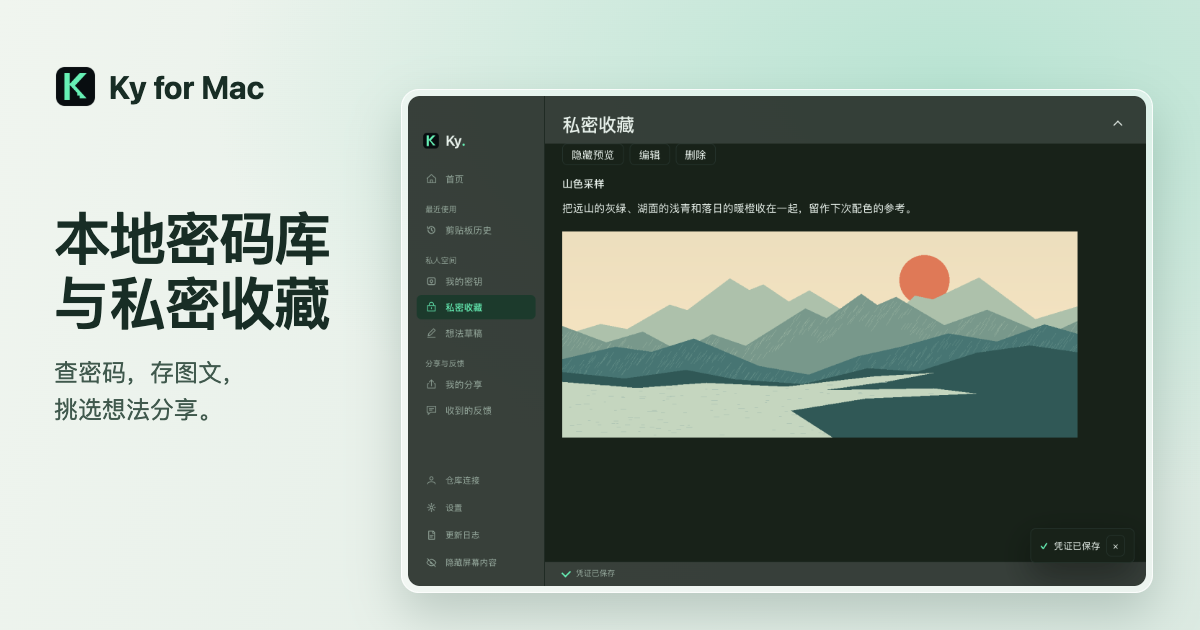 Ky for Mac
本地密码库
与私密收藏
查密码，存图文，
挑选想法分享。
Ky.
首页
最近使用
剪贴板历史
私人空间
我的密钥
私密收藏
想法草稿
分享与反馈
我的分享
收到的反馈
仓库连接
设置
更新日志
隐藏屏幕内容
私密收藏
隐藏预览 编辑 删除
山色采样
把远山的灰绿、湖面的浅青和落日的暖橙收在一起，留作下次配色的参考。
凭证已保存 ×
凭证已保存